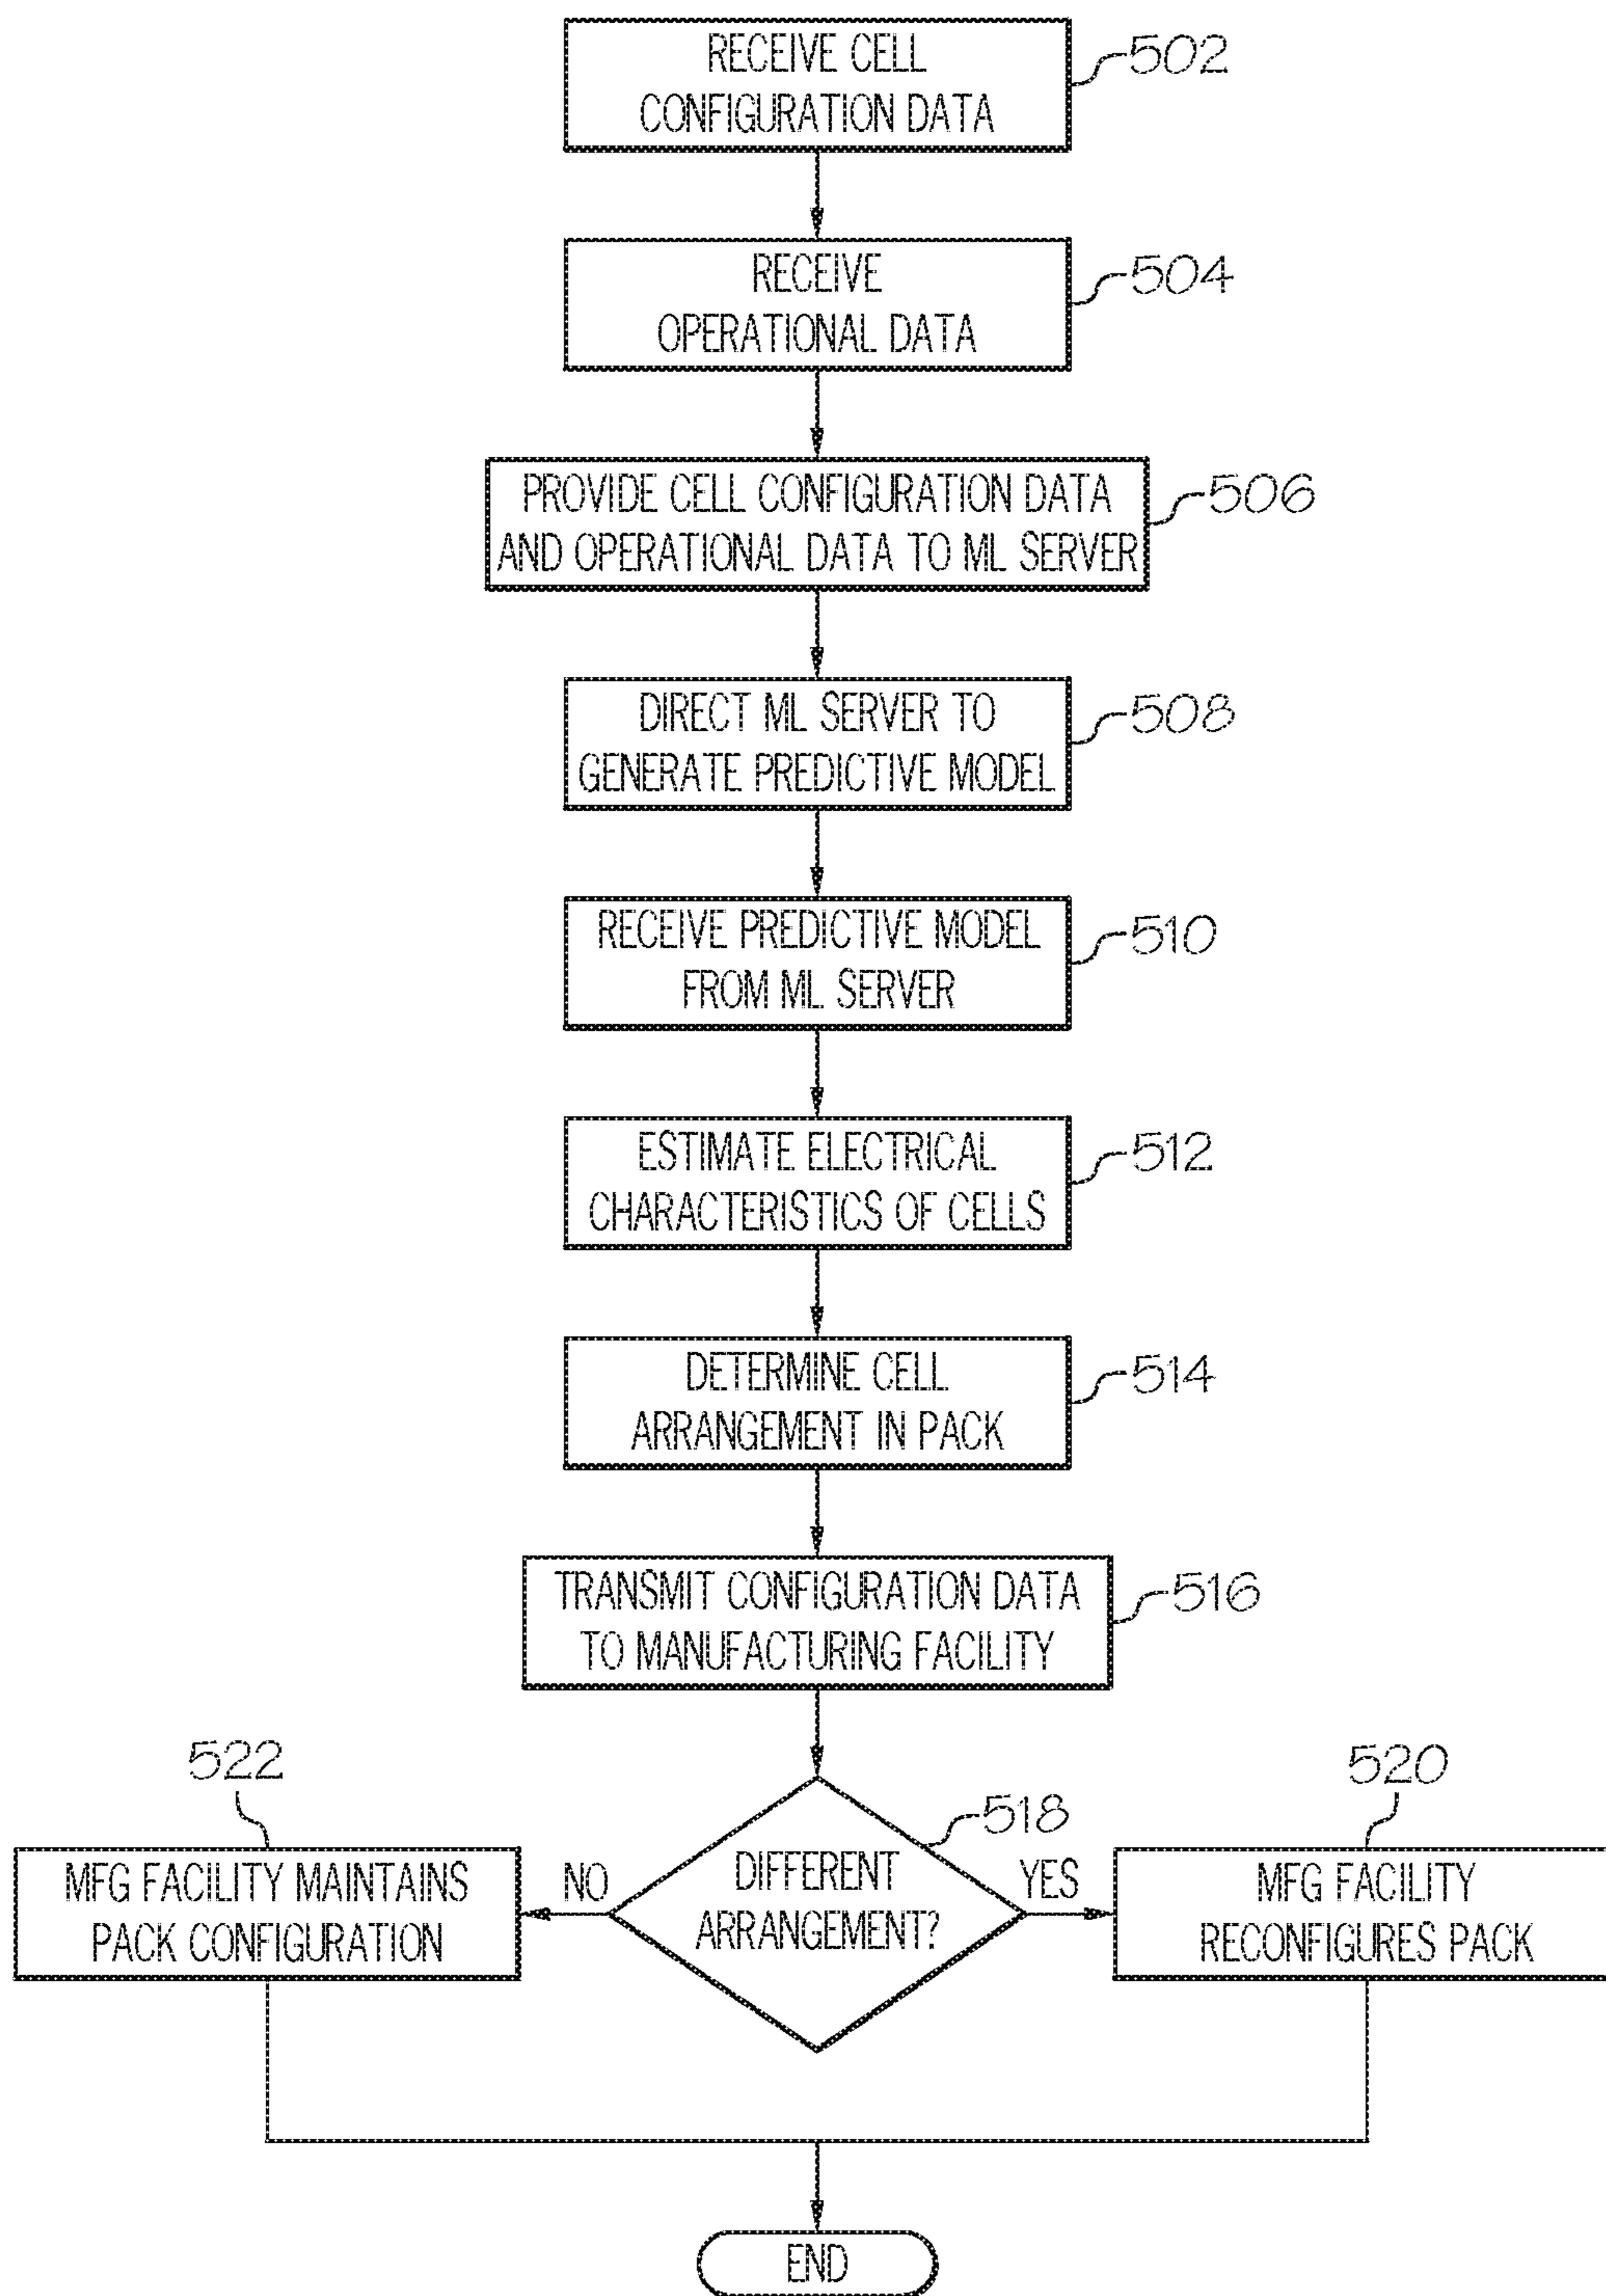 RECEIVE CELL
CONFIGURATION DATA
502
RECEIVE
OPERATIONAL DATA
504
PROVIDE CELL CONFIGURATION DATA
AND OPERATIONAL DATA TO ML SERVER
506
DIRECT ML SERVER TO
GENERATE PREDICTIVE MODEL
508
RECEIVE PREDICTIVE MODEL
FROM ML SERVER
510
ESTIMATE ELECTRICAL
CHARACTERISTICS OF CELLS
512
DETERMINE CELL
ARRANGEMENT IN PACK
514
TRANSMIT CONFIGURATION DATA
TO MANUFACTURING FACILITY
516
522
MFG FACILITY MAINTAINS
PACK CONFIGURATION
NO
DIFFERENT
ARRANGEMENT?
518
YES
520
MFG FACILITY
RECONFIGURES PACK
END